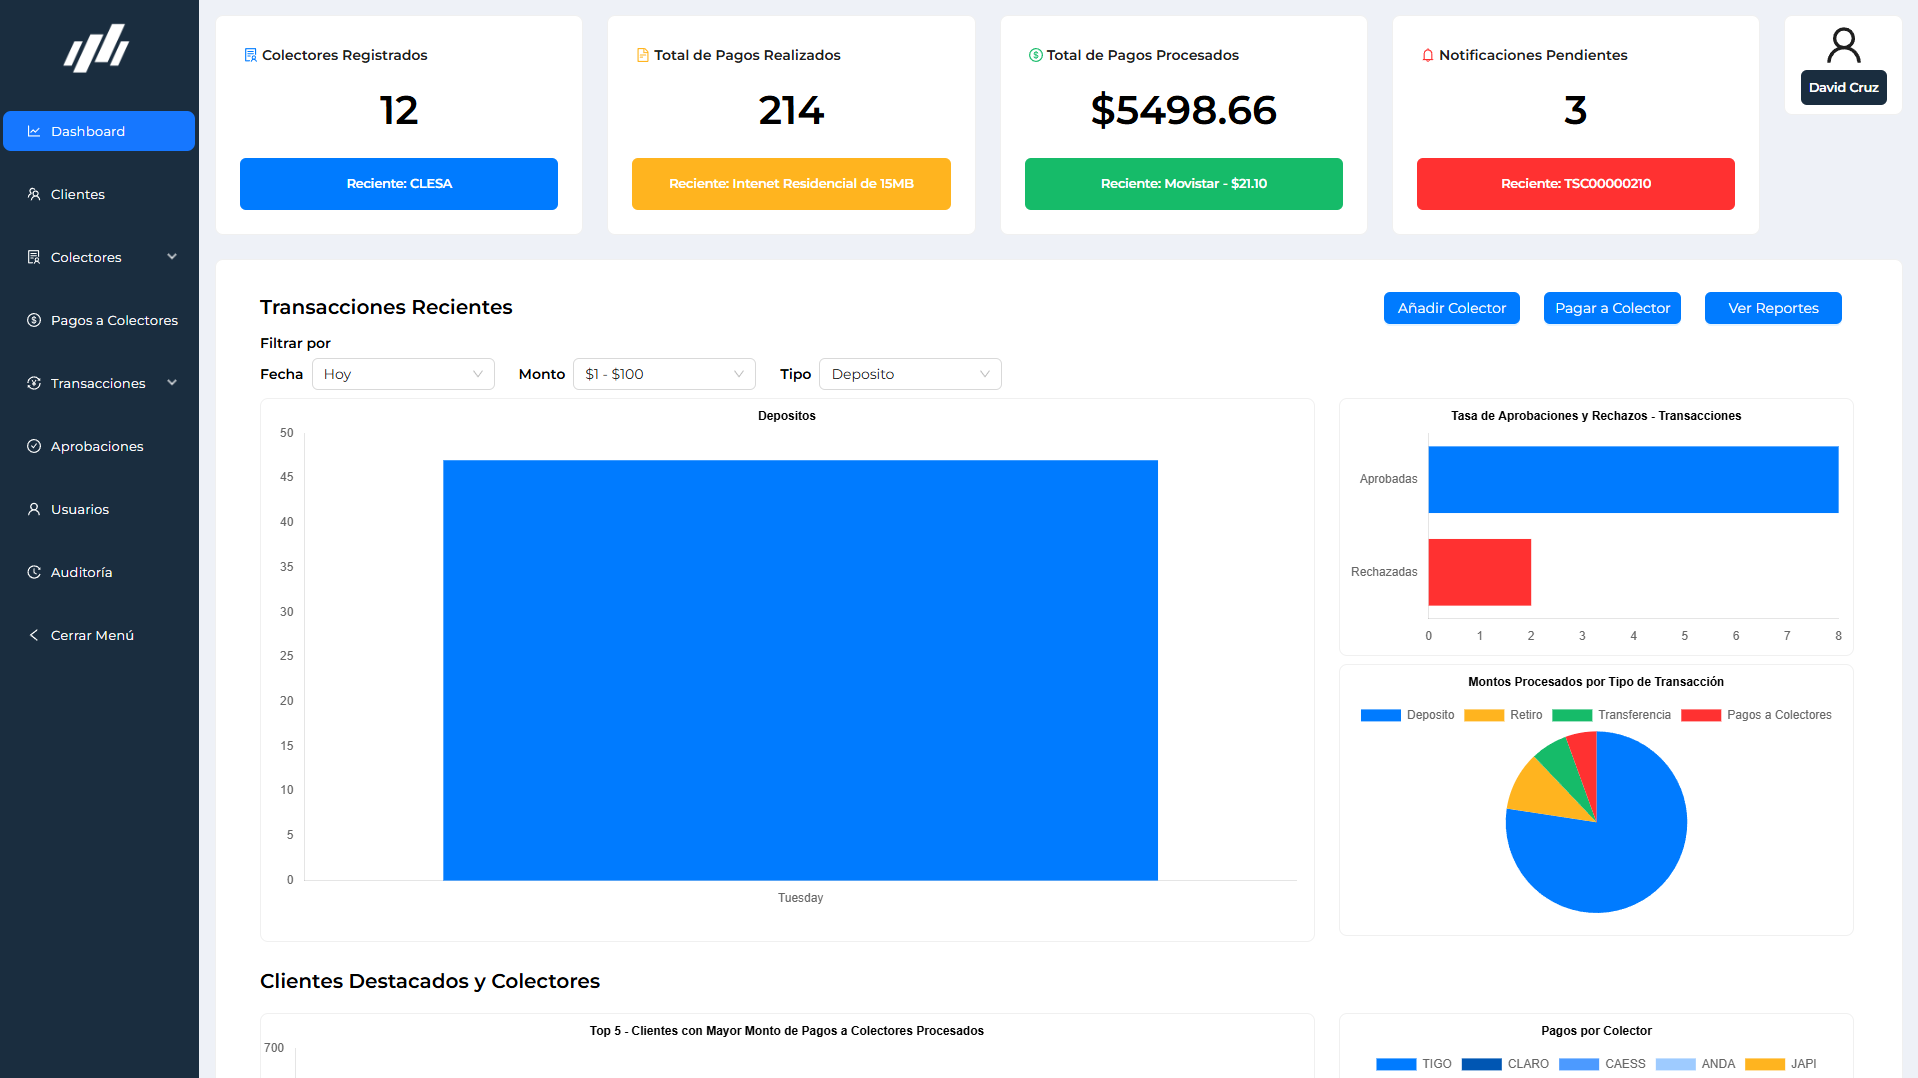 Dashboard
Clientes
Colectores
Pagos a Colectores
Transacciones
Aprobaciones
Usuarios
Auditoría
Cerrar Menú
Colectores Registrados
12
Reciente: CLESA
Total de Pagos Realizados
214
Reciente: Intenet Residencial de 15MB
Total de Pagos Procesados
$5498.66
Reciente: Movistar - $21.10
Notificaciones Pendientes
3
Reciente: TSC00000210
David Cruz
Transacciones Recientes
Añadir Colector
Pagar a Colector
Ver Reportes
Filtrar por
Fecha Hoy Monto $1 - $100 Tipo Deposito
Depositos
50
45
40
35
30
25
20
15
10
5
0
Tuesday
Tasa de Aprobaciones y Rechazos - Transacciones
Aprobadas
Rechazadas
0 1 2 3 4 5 6 7 8
Montos Procesados por Tipo de Transacción
Deposito Retiro Transferencia Pagos a Colectores
Clientes Destacados y Colectores
Top 5 - Clientes con Mayor Monto de Pagos a Colectores Procesados
700
Pagos por Colector
TIGO CLARO CAESS ANDA JAPI